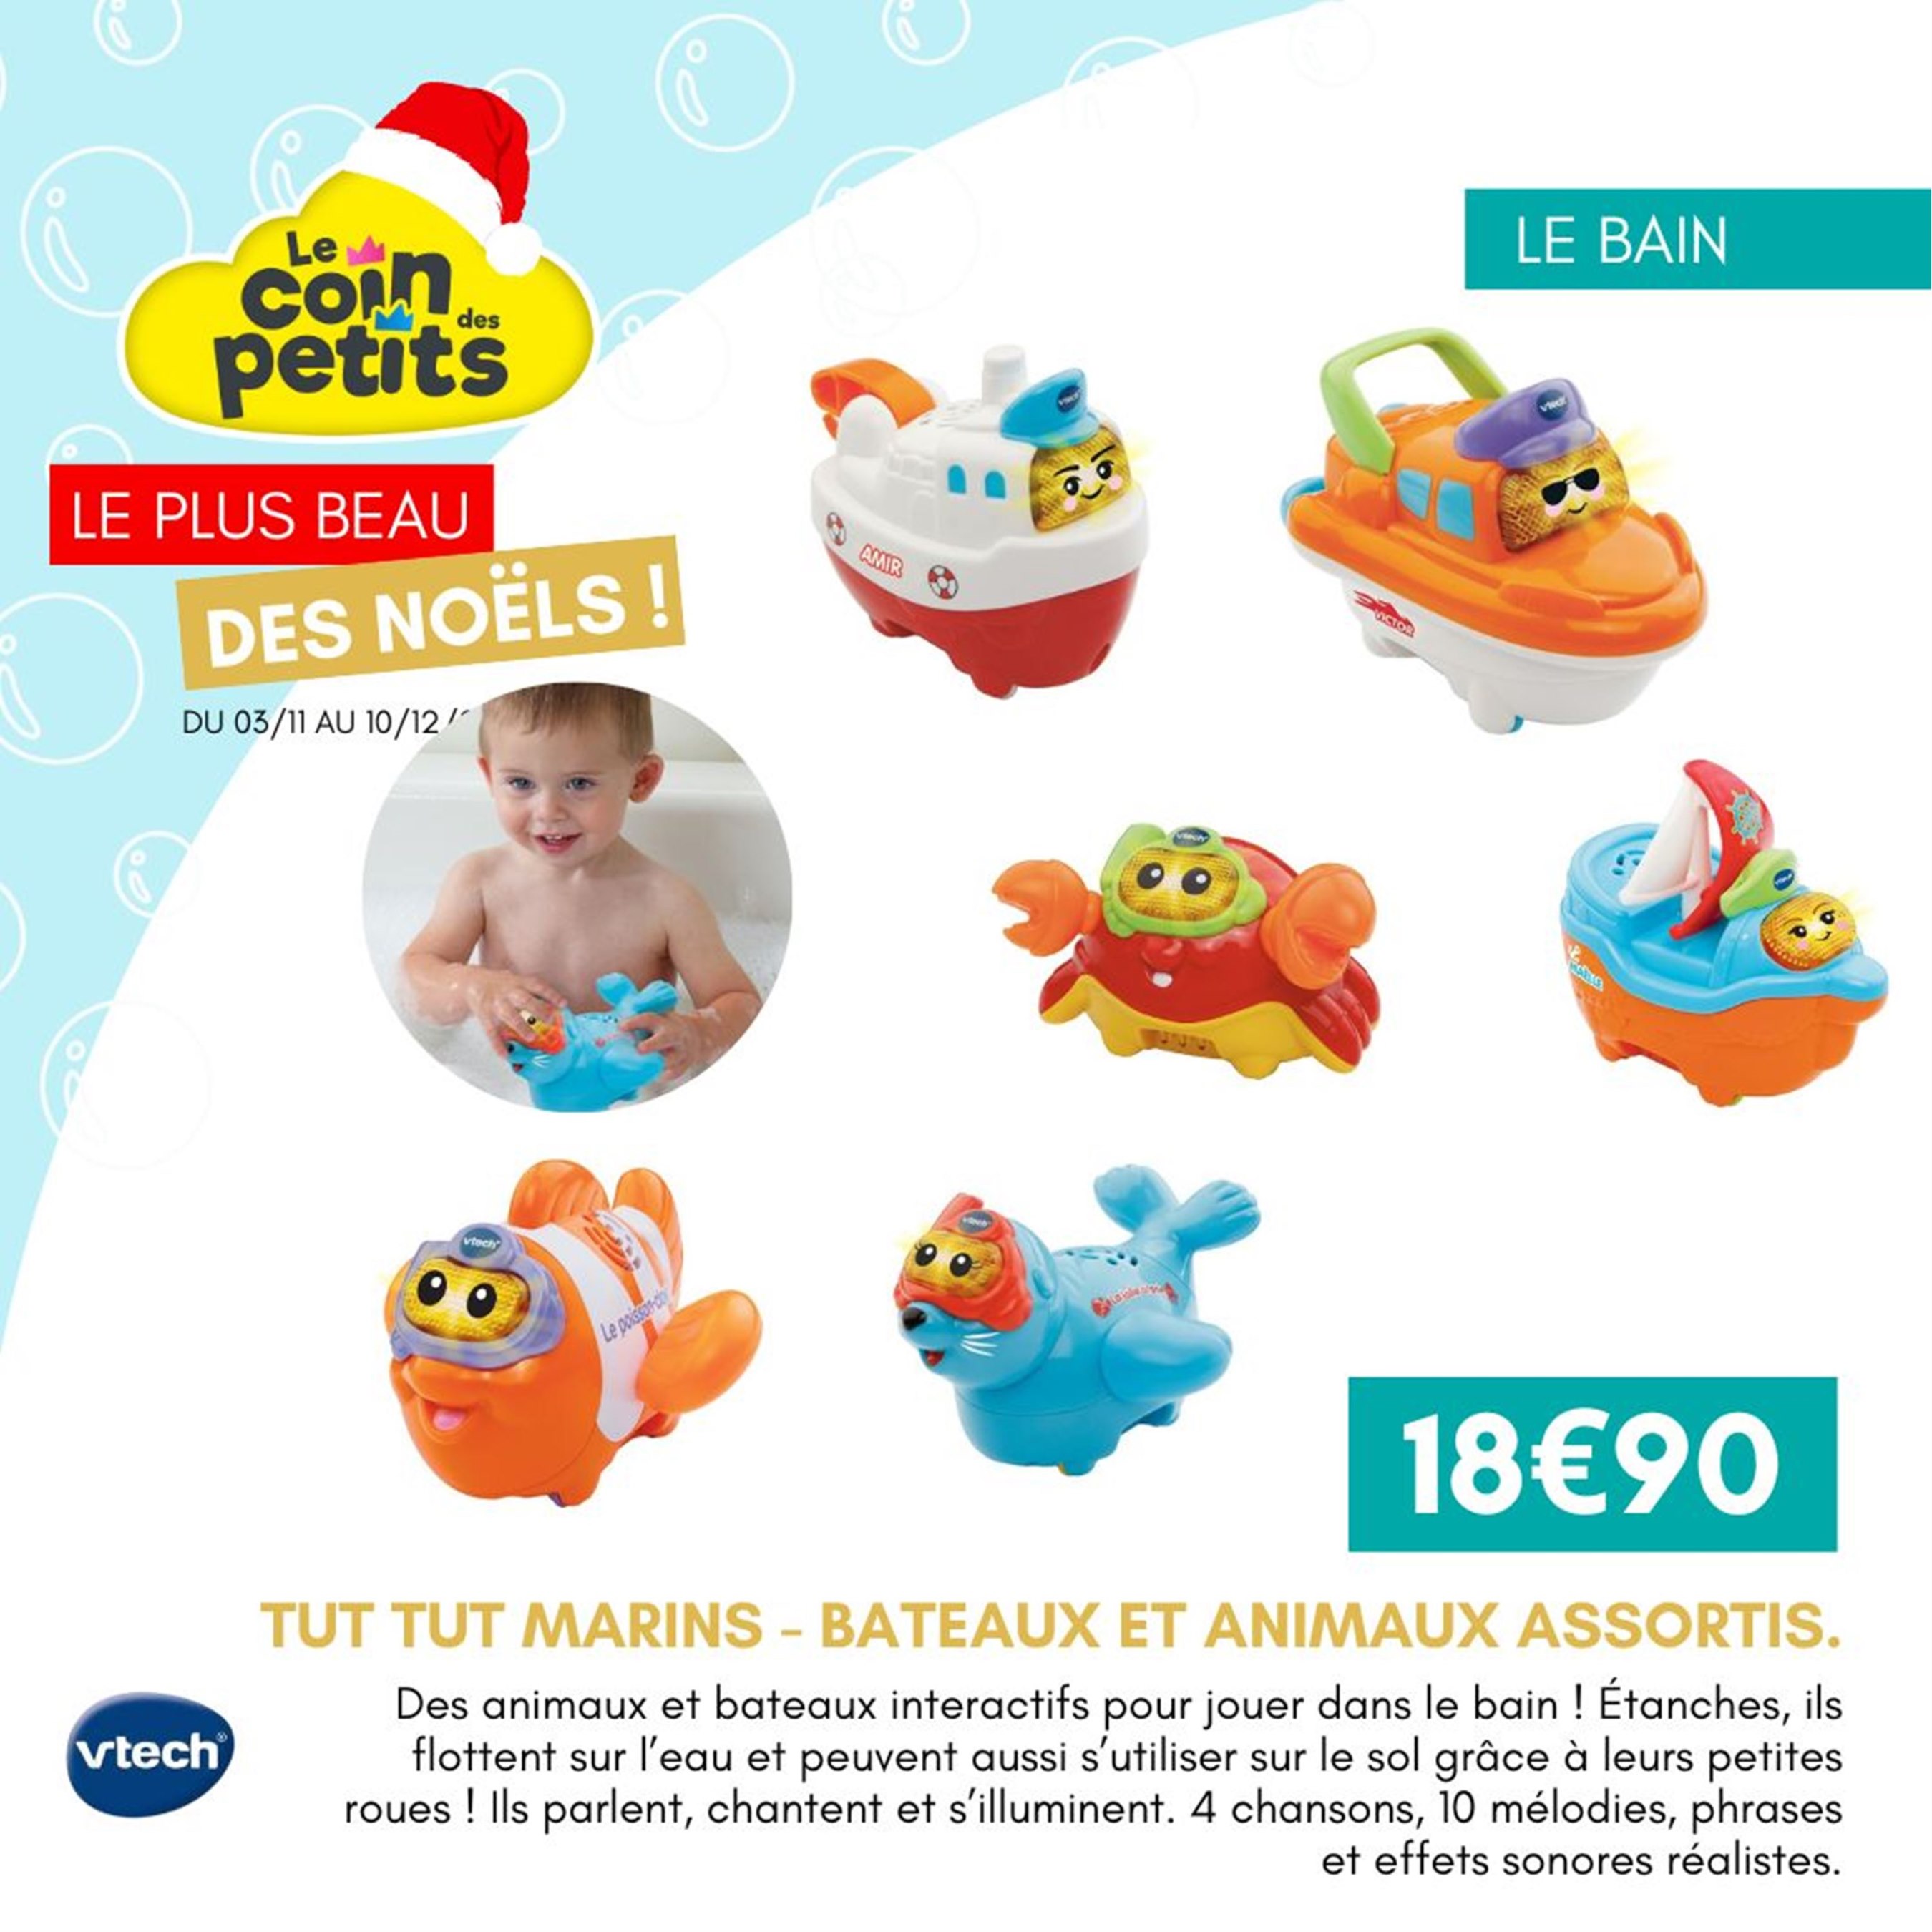 Le
coin des
petits
LE BAIN
LE PLUS BEAU
DES NOËLS !
DU 03/11 AU 10/12
vtech
vtech
AMIR
VICTOR
vtech
vtech
vtech
Le poisson-clown
vtech
18€90
TUT TUT MARINS - BATEAUX ET ANIMAUX ASSORTIS.
vtech®
Des animaux et bateaux interactifs pour jouer dans le bain ! Étanches, ils
flottent sur l'eau et peuvent aussi s'utiliser sur le sol grâce à leurs petites
roues ! Ils parlent, chantent et s'illuminent. 4 chansons, 10 mélodies, phrases
et effets sonores réalistes.